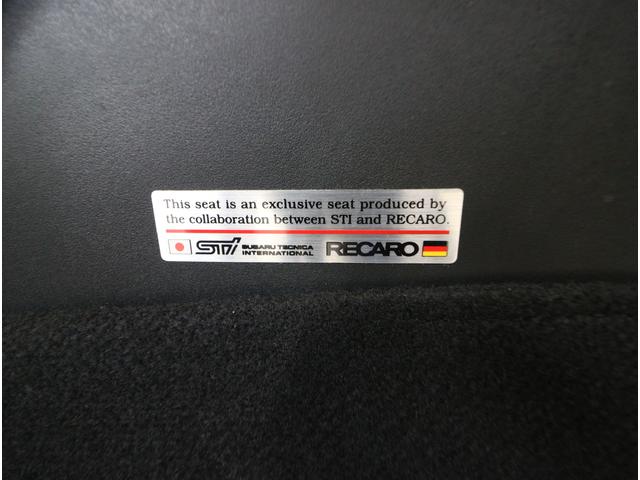 This seat is an exclusive seat produced by
the collaboration between STI and RECARO.
STI SUBARU TECNICA INTERNATIONAL RECARO